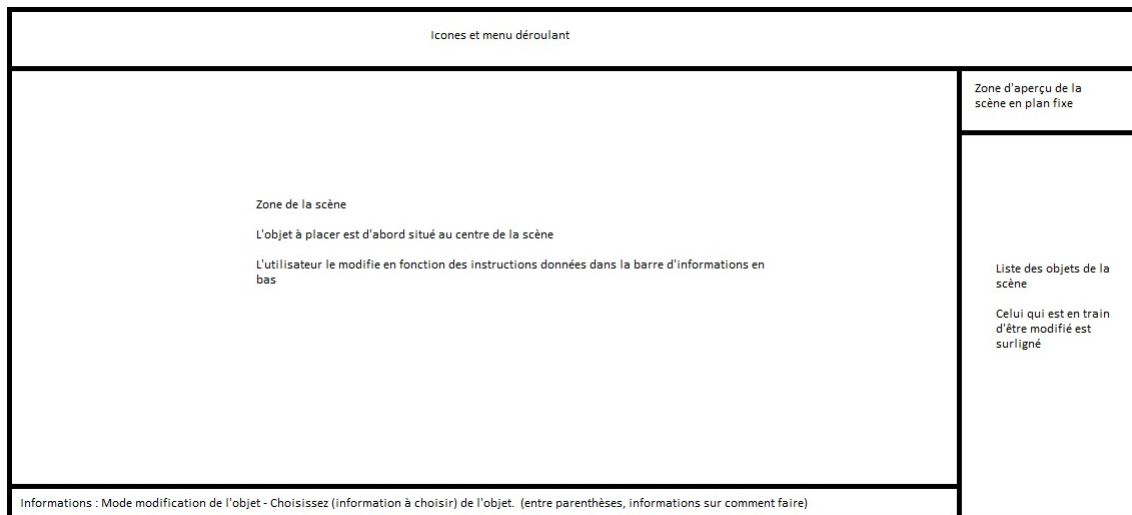 Icones et menu déroulant
Zone d'aperçu de la
scène en plan fixe
Zone de la scène
L'objet à placer est d'abord situé au centre de la scène
L'utilisateur le modifie en fonction des instructions données dans la barre d'informations en
bas
Liste des objets de la
scène
Celui qui est en train
d'être modifié est
surligné
Informations : Mode modification de l'objet - Choisissez (information à choisir) de l'objet. (entre parenthèses, informations sur comment faire)